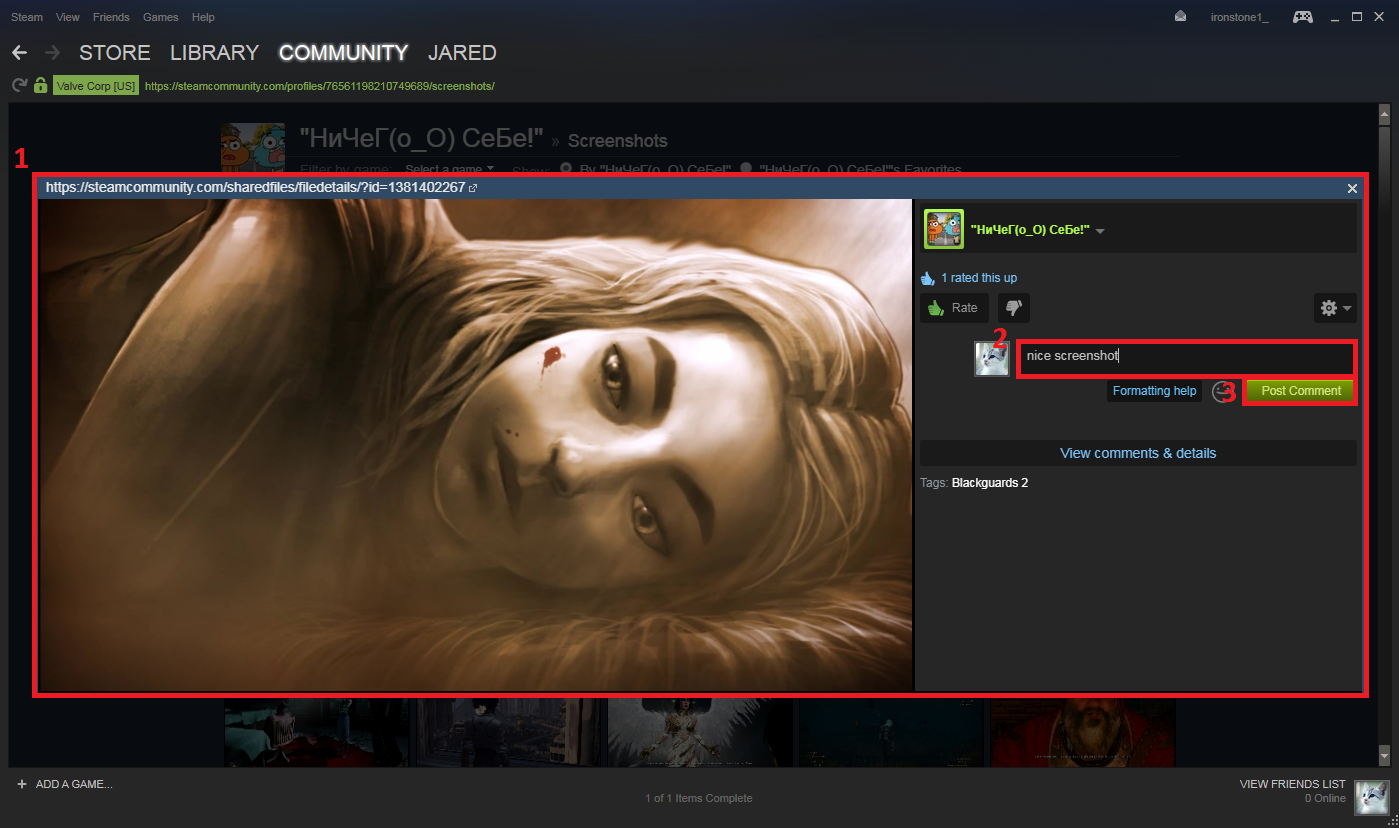 Steam View Friends Games Help ironstone1_
STORE LIBRARY COMMUNITY JARED
Valve Corp [US] https://steamcommunity.com/profiles/76561198210749689/screenshots/
"НиЧеГ(о_О) СеБе!" » Screenshots
1
Filter by game: Select a game Show: By "НиЧеГ(о_О) СеБе!" "НиЧеГ(о_О) СеБе!"'s Favorites
https://steamcommunity.com/sharedfiles/filedetails/?id=1381402267
"НиЧеГ(о_О) СеБе!"
1 rated this up
Rate
2
nice screenshot
Formatting help 3 Post Comment
View comments & details
Tags: Blackguards 2
+ ADD A GAME...
VIEW FRIENDS LIST
1 of 1 Items Complete
0 Online